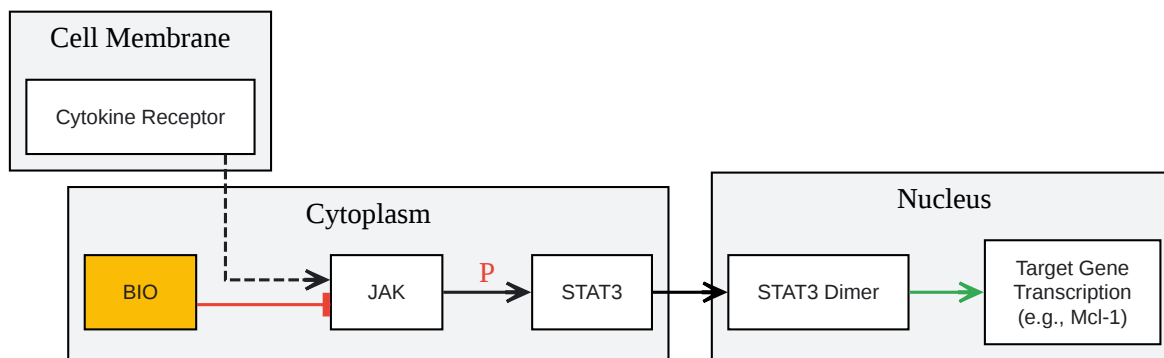 Cell Membrane
Cytokine Receptor
Cytoplasm
Nucleus
BIO
JAK
P
STAT3
STAT3 Dimer
Target Gene
Transcription
(e.g., Mcl-1)